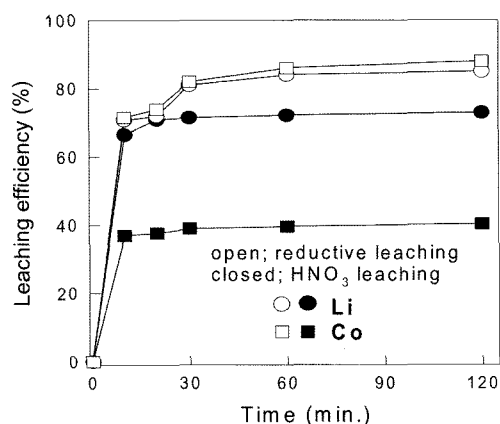 100
80
60
40
20
0
Leaching efficiency (%)
open; reductive leaching
closed; HNO3 leaching
Li
Co
0 30 60 90 120
Time (min.)